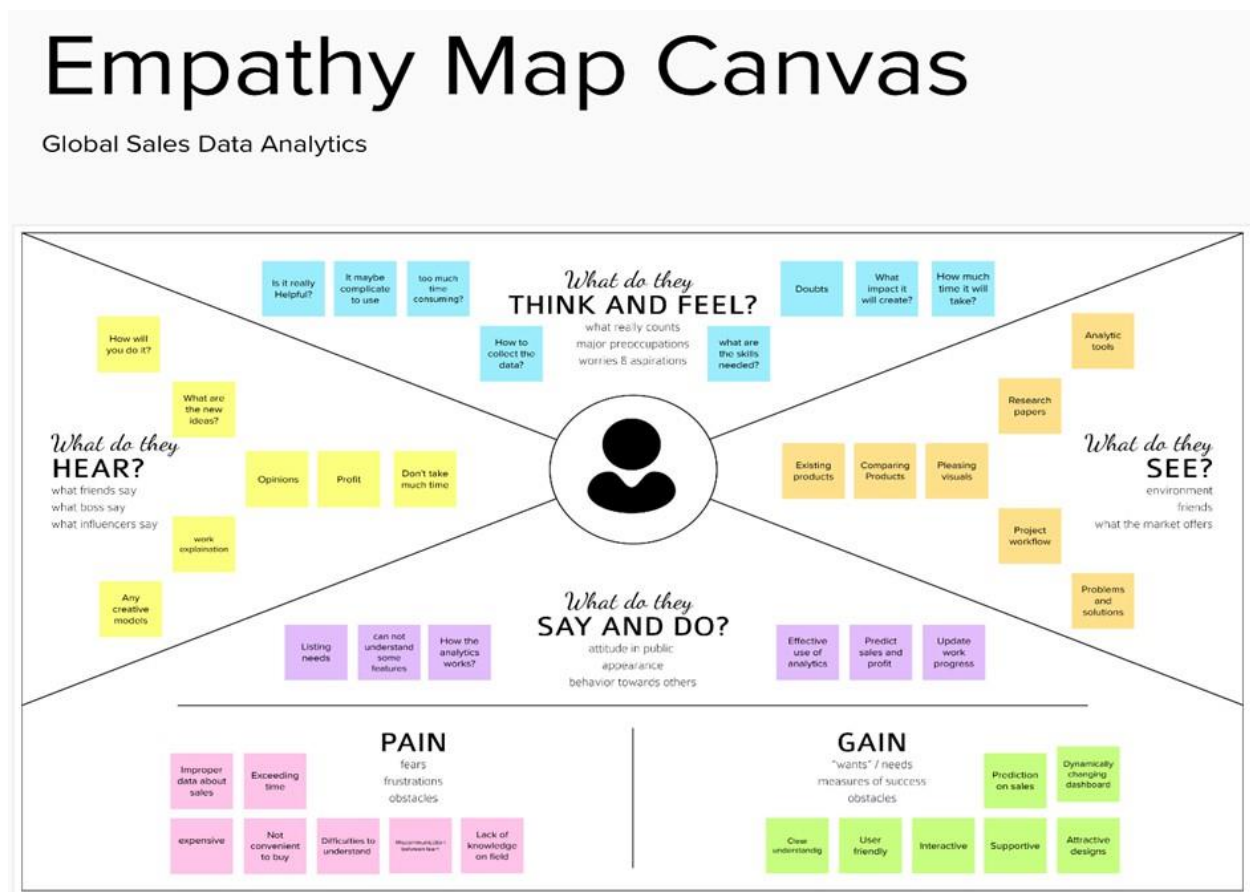 Empathy Map Canvas
Global Sales Data Analytics
Is it really
Helpful?
It maybe
complicate
to use
too much
time
consuming?
How to
collect the
data?
What do they
THINK AND FEEL?
what really counts
major preoccupations
worries & aspirations
Doubts
What
impact it
will create?
How much
time it will
take?
what are
the skills
needed?
How will
you do it?
What are
the new
ideas?
What do they
HEAR?
what friends say
what boss say
what influencers say
Opinions
Profit
Don't take
much time
work
explaination
Any
creative
models
Analytic
tools
Research
papers
Existing
products
Comparing
Products
Pleasing
visuals
What do they
SEE?
environment
friends
what the market offers
Project
workflow
Problems
and
solutions
What do they
SAY AND DO?
attitude in public
appearance
behavior towards others
Listing
needs
can not
understand
some
features
How the
analytics
works?
Effective
use of
analytics
Predict
sales and
profit
Update
work
progress
PAIN
fears
frustrations
obstacles
Improper
data about
sales
Exceeding
time
expensive
Not
convenient
to buy
Difficulties to
understand
Miscommunication
between team
Lack of
knowledge
on field
GAIN
"wants" / needs
measures of success
obstacles
Prediction
on sales
Dynamically
changing
dashboard
Clear
understandig
User
friendly
Interactive
Supportive
Attractive
designs